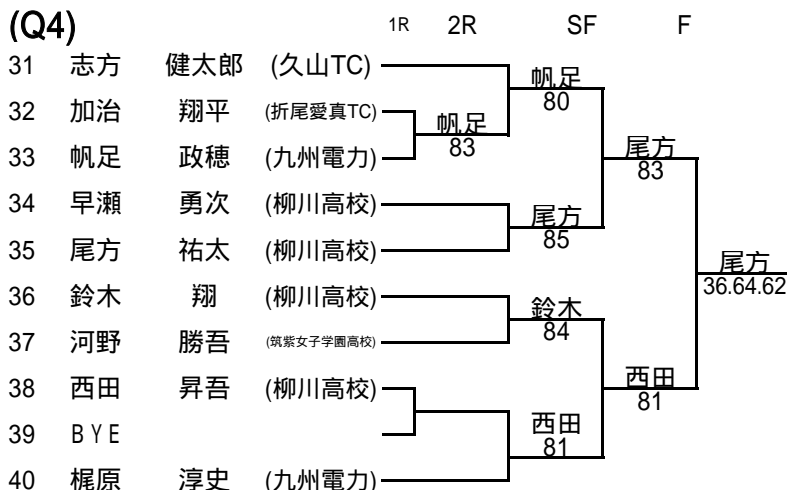 (Q4) 1R 2R SF F
31 志方 健太郎 (久山TC)
帆足
80
32 加治 翔平 (折尾愛真TC)
帆足
83
33 帆足 政穂 (九州電力)
尾方
83
34 早瀬 勇次 (柳川高校)
尾方
85
35 尾方 祐太 (柳川高校)
尾方
36.64.62
36 鈴木 翔 (柳川高校)
鈴木
84
37 河野 勝吾 (筑紫女子学園高校)
西田
81
38 西田 昇吾 (柳川高校)
39 BYE
西田
81
40 梶原 淳史 (九州電力)